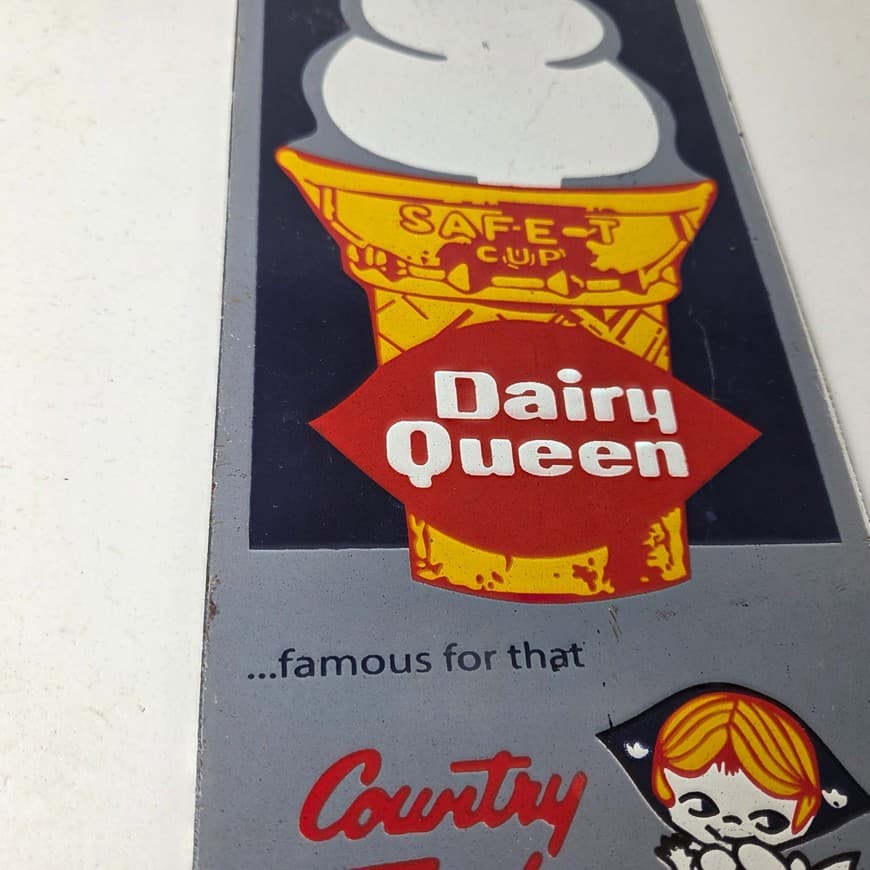 SAF-E-T
CUP
Dairy
Queen
...famous for that
Country